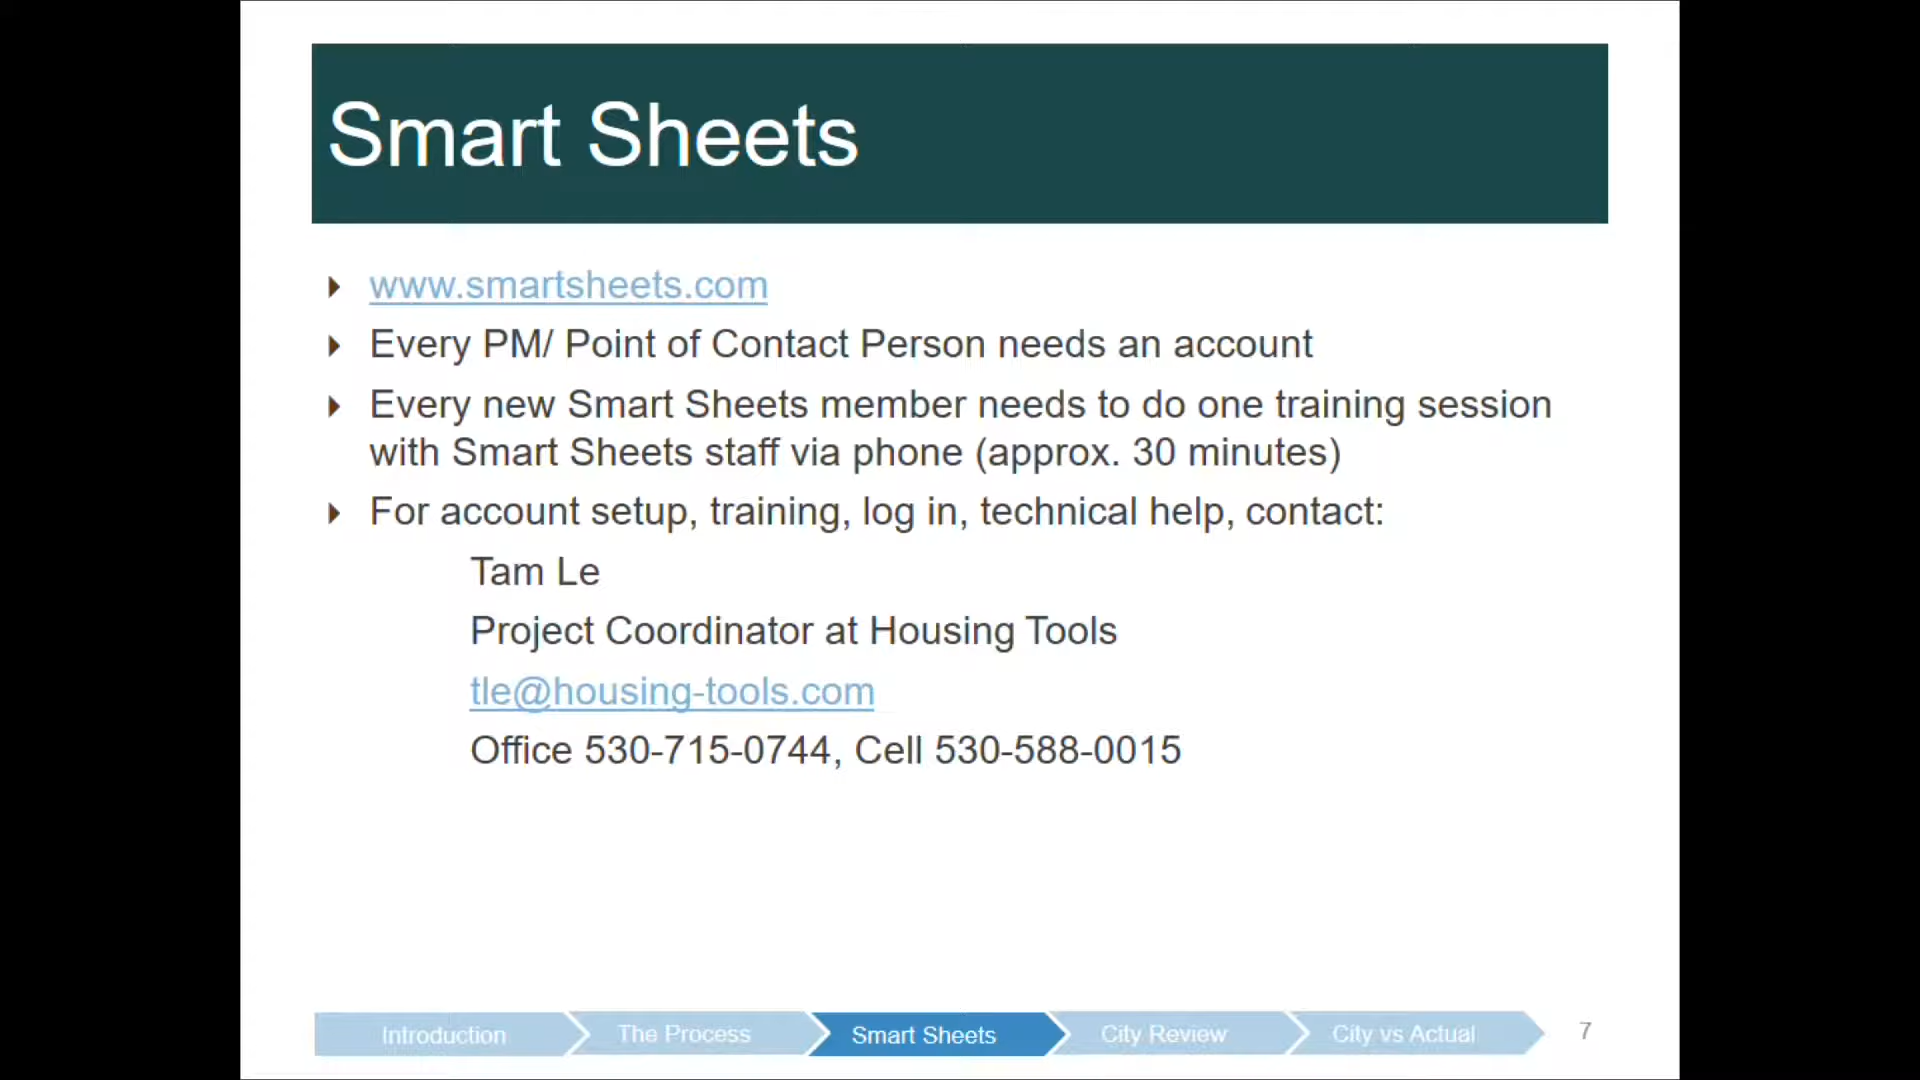 Smart Sheets
www.smartsheets.com
Every PM/ Point of Contact Person needs an account
Every new Smart Sheets member needs to do one training session
with Smart Sheets staff via phone (approx. 30 minutes)
For account setup, training, log in, technical help, contact:
Tam Le
Project Coordinator at Housing Tools
tle@housing-tools.com
Office 530-715-0744, Cell 530-588-0015
Introduction
The Process
Smart Sheets
City Review
City vs Actual
7